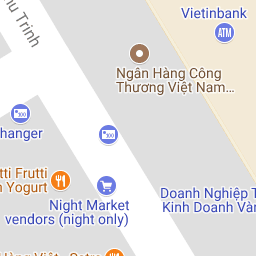 Vietinbank
ATM
u Trinh
Ngân Hàng Công
Thương Việt Nam...
hanger
tti Frutti
n Yogurt
Night Market
vendors (night only)
Doanh Nghiệp T
Kinh Doanh Vàn